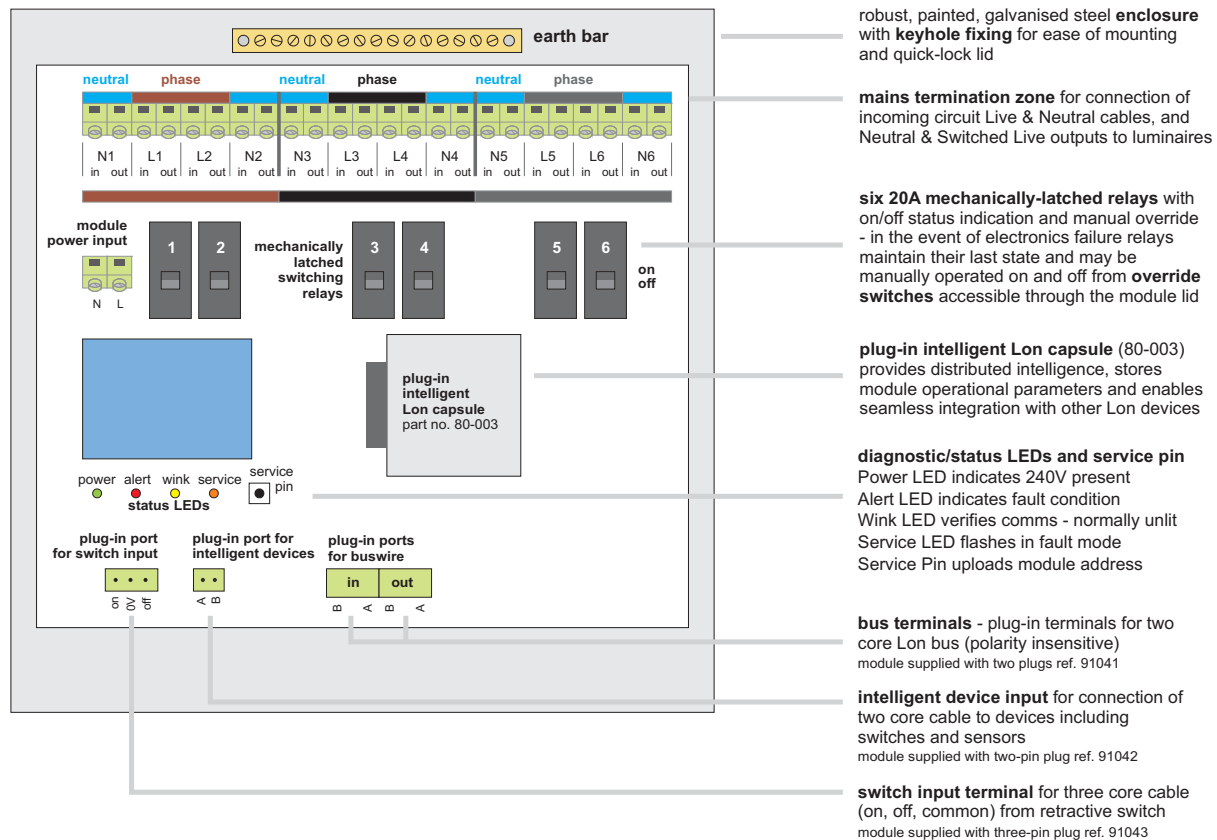 earth bar
neutral phase neutral phase neutral phase
N1 L1 L2 N2 N3 L3 L4 N4 N5 L5 L6 N6
in out in out in out in out in out in out in out in out in out in out in out in out
module
power input
N L
1 2
mechanically
latched
switching
relays
3 4
5 6
on
off
plug-in
intelligent
Lon capsule
part no. 80-003
power alert wink service
status LEDs
service
pin
plug-in port
for switch input
on 0V off
plug-in port for
intelligent devices
A B
plug-in ports
for buswire
in out
B A B A
robust, painted, galvanised steel enclosure
with keyhole fixing for ease of mounting
and quick-lock lid
mains termination zone for connection of
incoming circuit Live & Neutral cables, and
Neutral & Switched Live outputs to luminaires
six 20A mechanically-latched relays with
on/off status indication and manual override
- in the event of electronics failure relays
maintain their last state and may be
manually operated on and off from override
switches accessible through the module lid
plug-in intelligent Lon capsule (80-003)
provides distributed intelligence, stores
module operational parameters and enables
seamless integration with other Lon devices
diagnostic/status LEDs and service pin
Power LED indicates 240V present
Alert LED indicates fault condition
Wink LED verifies comms - normally unlit
Service LED flashes in fault mode
Service Pin uploads module address
bus terminals - plug-in terminals for two
core Lon bus (polarity insensitive)
module supplied with two plugs ref. 91041
intelligent device input for connection of
two core cable to devices including
switches and sensors
module supplied with two-pin plug ref. 91042
switch input terminal for three core cable
(on, off, common) from retractive switch
module supplied with three-pin plug ref. 91043